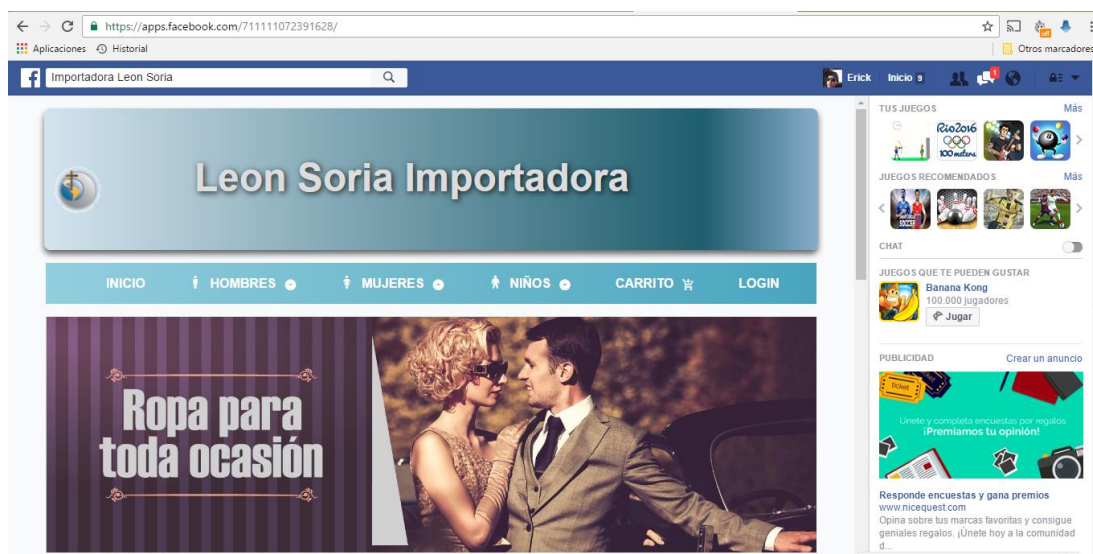 https://apps.facebook.com/711111072391628/
Aplicaciones Historial Otros marcadores
Importadora Leon Soria Erick Inicio 9 1
Leon Soria Importadora
INICIO HOMBRES MUJERES NIÑOS CARRITO LOGIN
Ropa para
toda ocasión
TUS JUEGOS Más
Rio2016
100 meters
JUEGOS RECOMENDADOS Más
SOCCER
CHAT
JUEGOS QUE TE PUEDEN GUSTAR
Banana Kong
100.000 jugadores
Jugar
PUBLICIDAD Crear un anuncio
ticket
Únete y completa encuestas por regalos
¡Premiamos tu opinión!
Responde encuestas y gana premios
www.nicequest.com
Opina sobre tus marcas favoritas y consigue
geniales regalos. ¡Únete hoy a la comunidad
d...